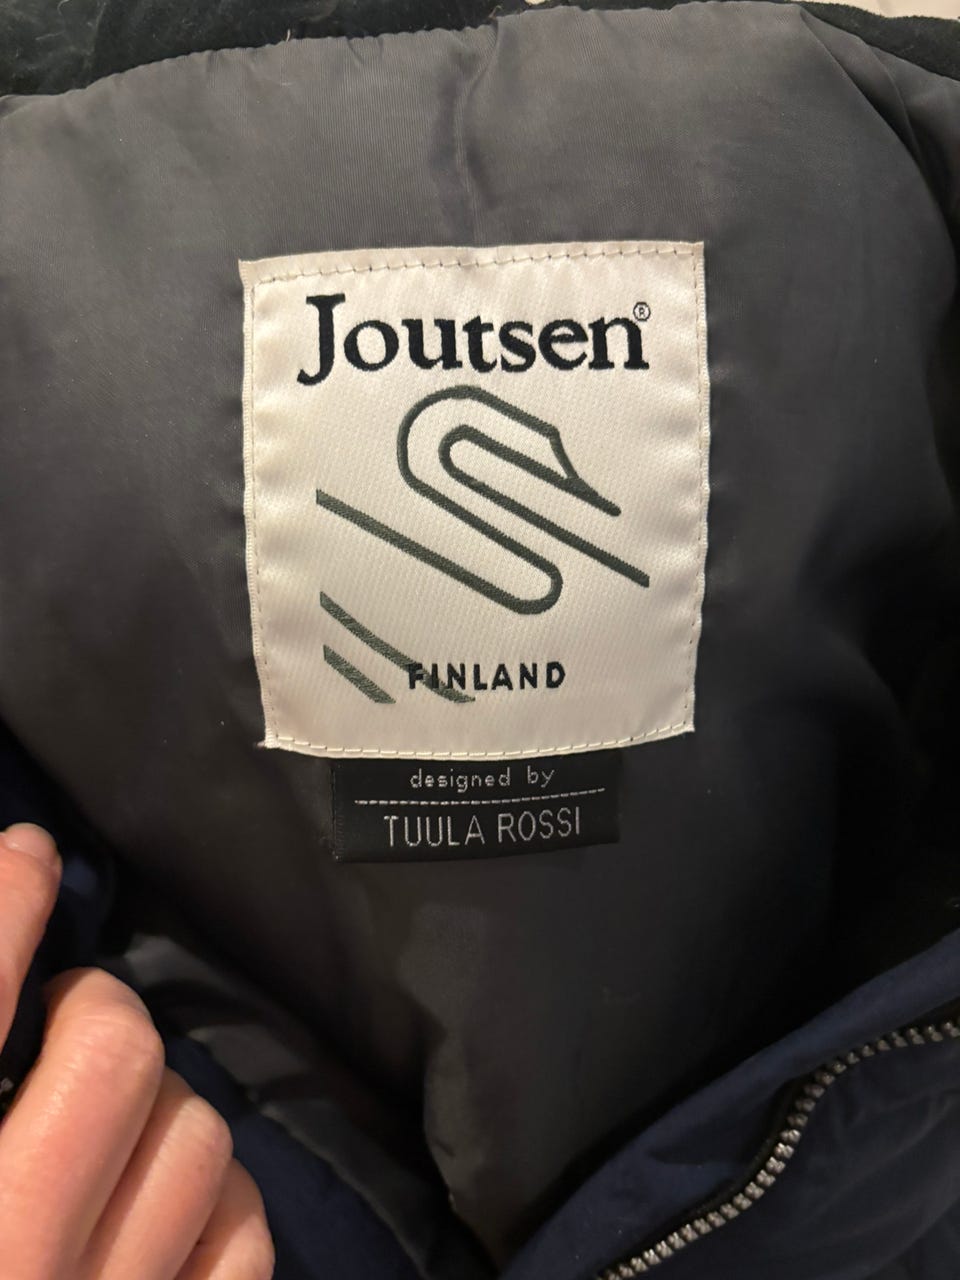 Joutsen®
FINLAND
designed by
TUULA ROSSI